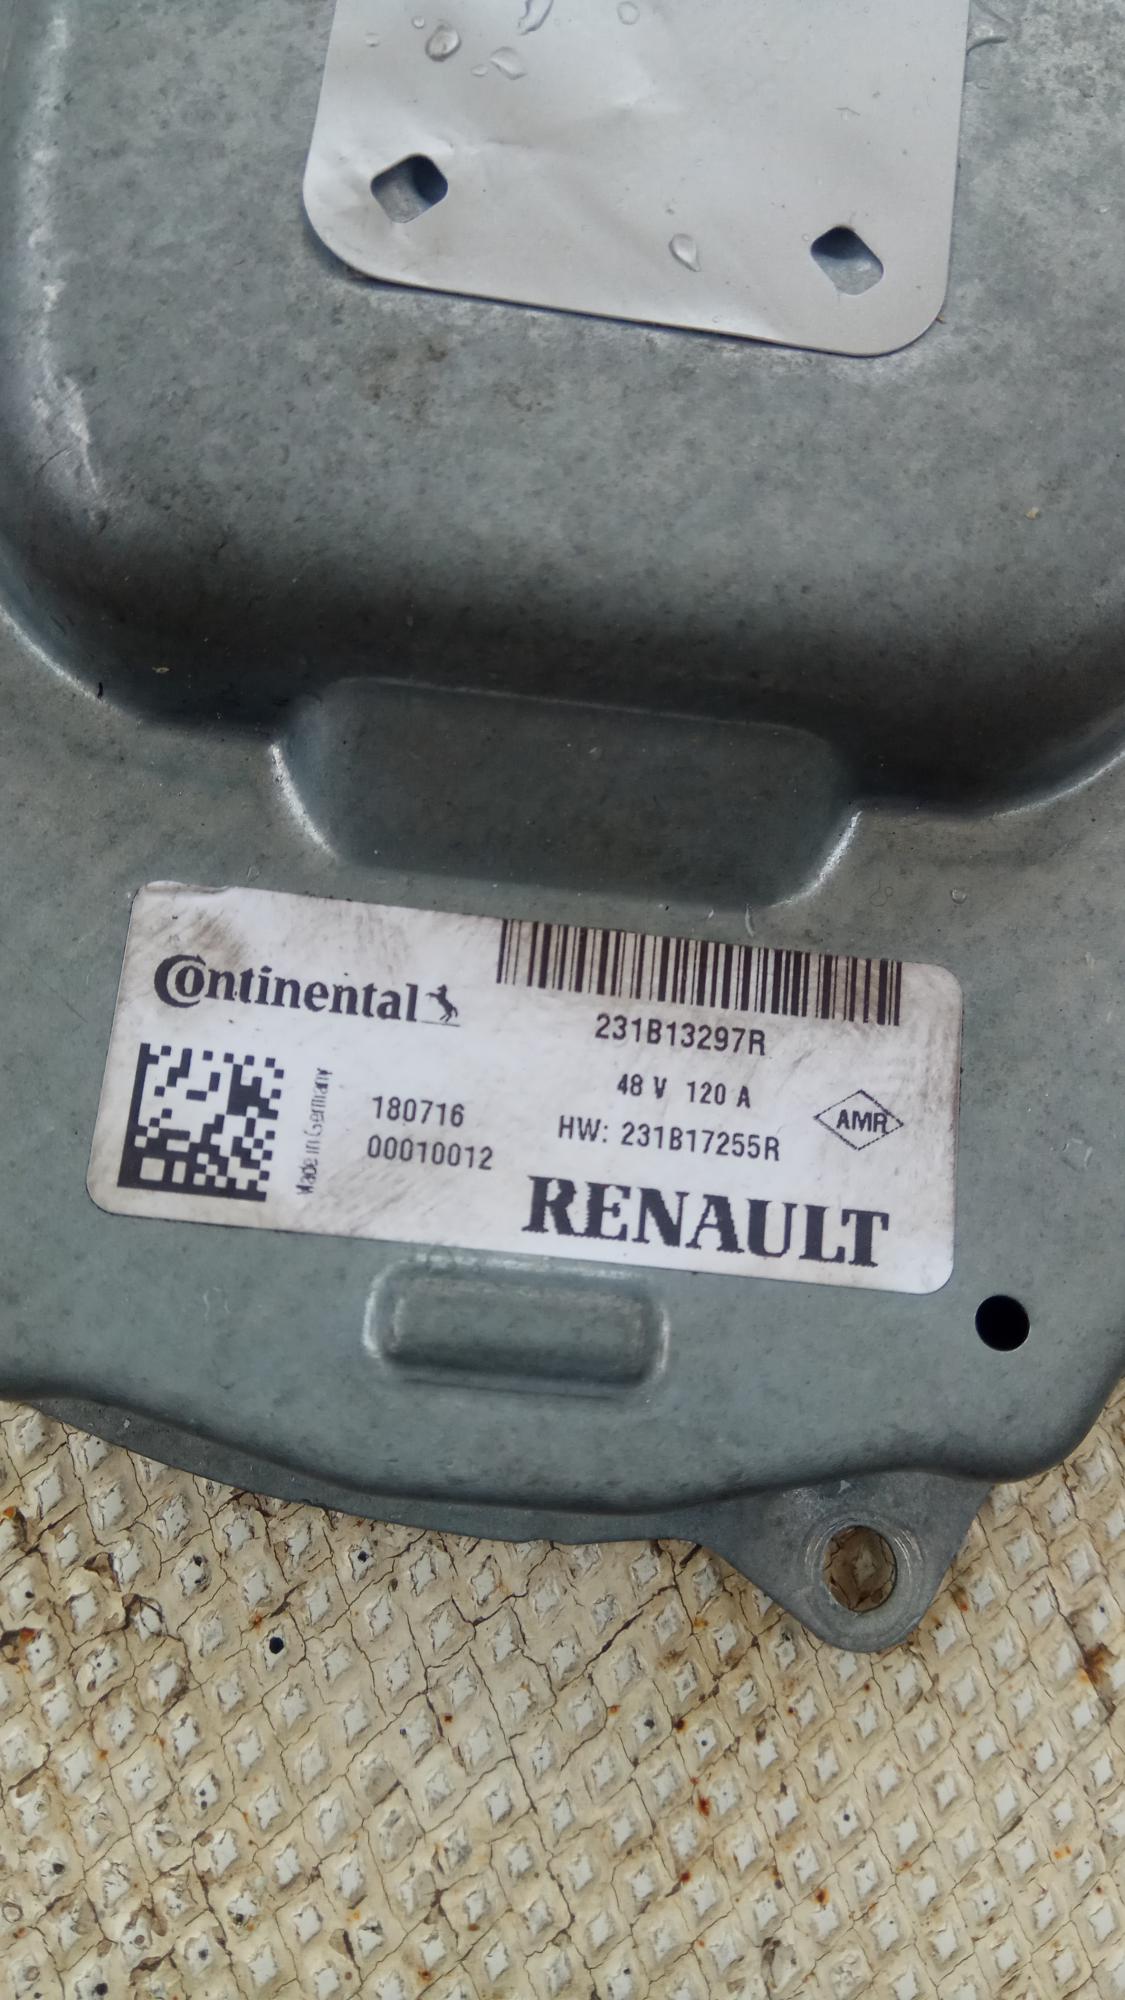 Continental
231B13297R
48 V 120 A
Made in Germany
180716
00010012
HW: 231B17255R
AMR
RENAULT